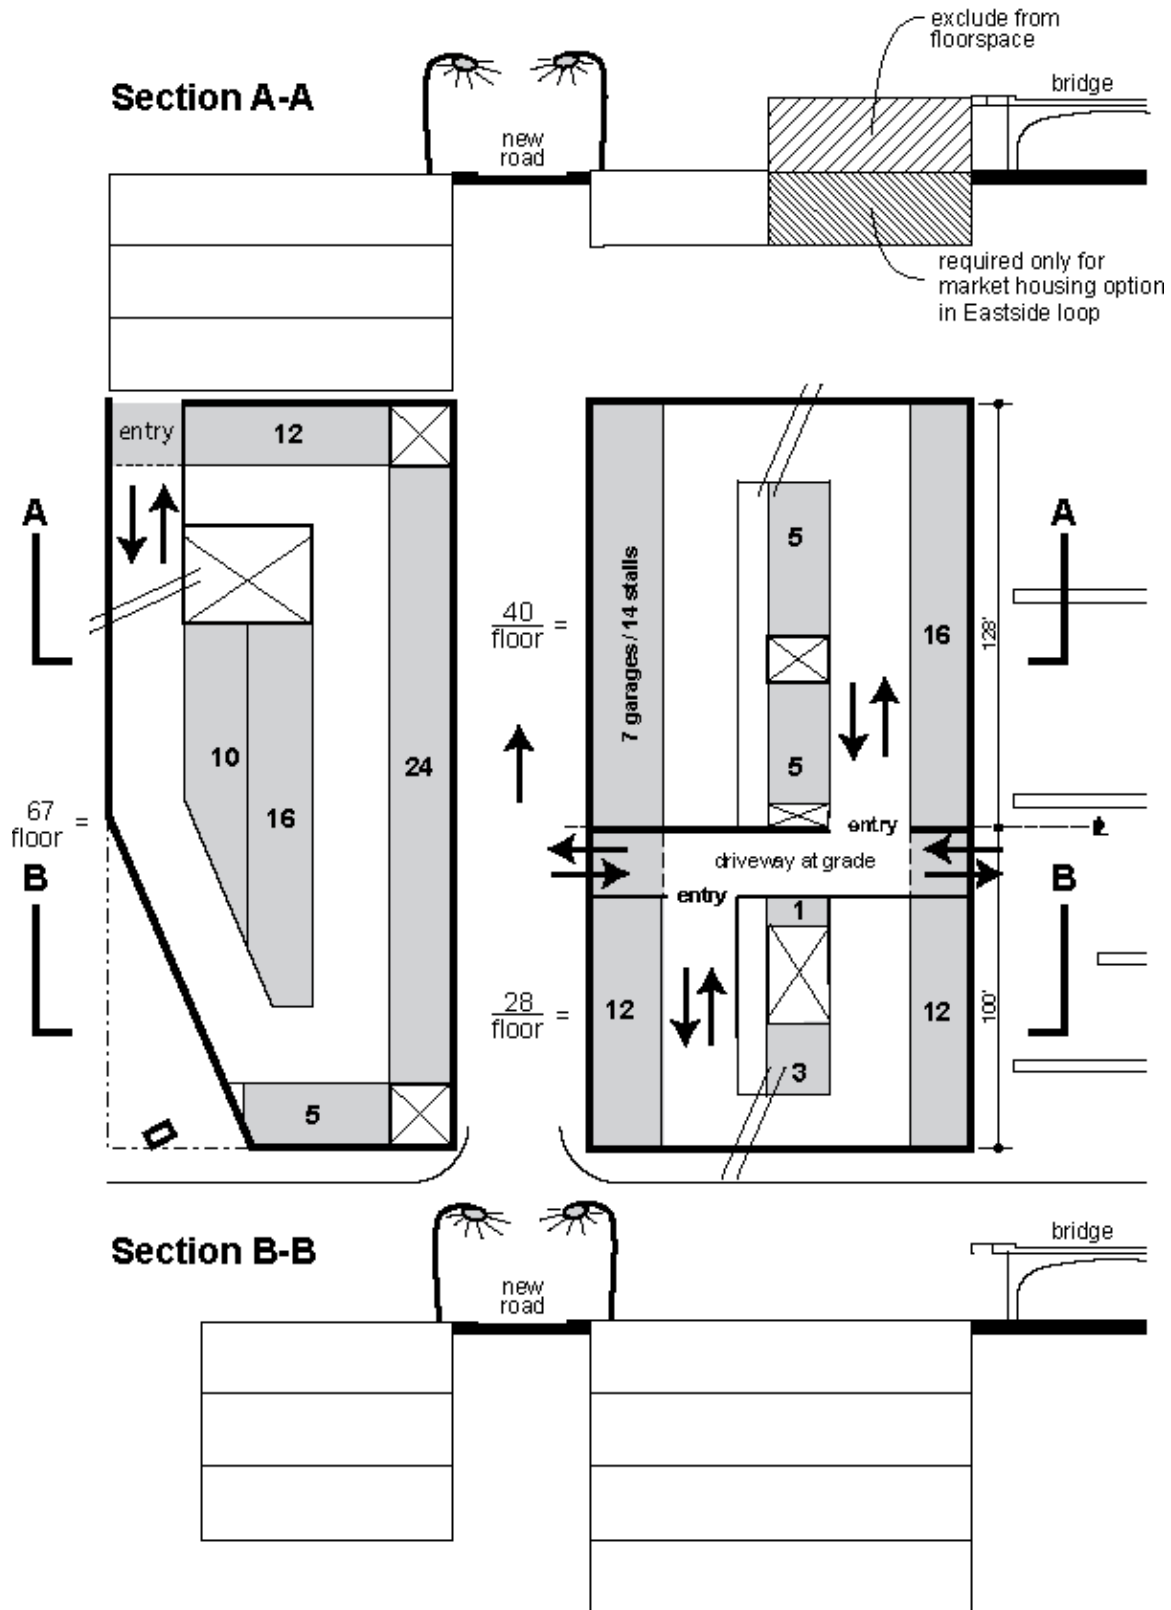 exclude from
floorspace
Section A-A
bridge
new
road
required only for
market housing option
in Eastside loop
entry
12
A
A
5
7 garages / 14 stalls
40
floor =
16
128'
10
24
5
16
67
floor =
entry
driveway at grade
B
B
entry
1
28
floor =
12
12
100'
3
5
Section B-B
bridge
new
road